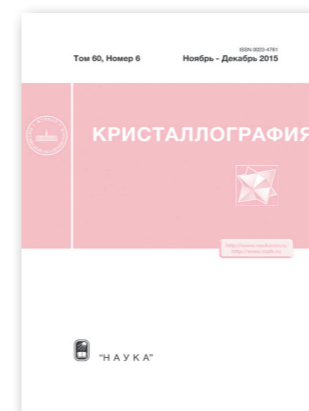 ISSN 0023-4761
Том 60, Номер 6
Ноябрь - Декабрь 2015
КРИСТАЛЛОГРАФИЯ
"НАУКА"